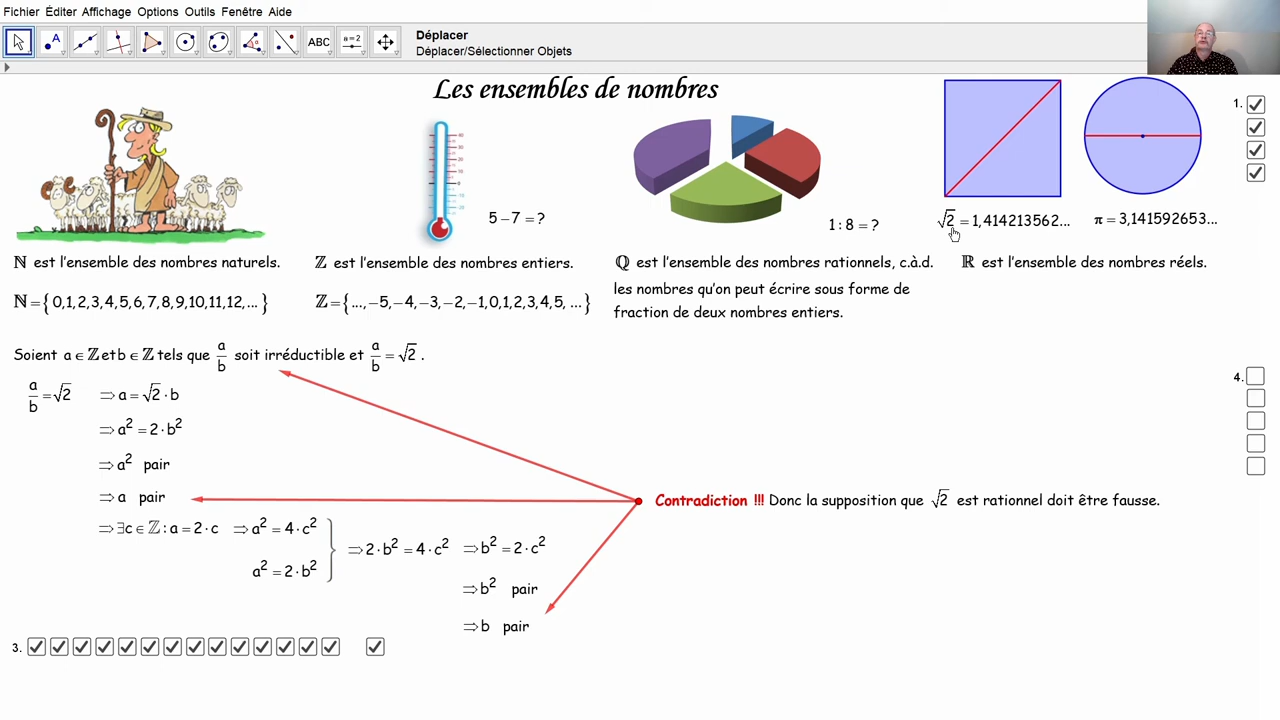 Fichier Éditer Affichage Options Outils Fenêtre Aide
A ABC a=2
Déplacer
Déplacer/Sélectionner Objets
Les ensembles de nombres
1.
5 – 7 = ?
1 : 8 = ?
√2 = 1,414213562...
π = 3,141592653...
ℕ est l'ensemble des nombres naturels.
ℕ = { 0,1,2,3,4,5,6,7,8,9,10,11,12,... }
ℤ est l'ensemble des nombres entiers.
ℤ = {...,–5,–4,–3,–2,–1,0,1,2,3,4,5, ...}
ℚ est l'ensemble des nombres rationnels, c.à.d.
les nombres qu'on peut écrire sous forme de
fraction de deux nombres entiers.
ℝ est l'ensemble des nombres réels.
Soient a ∈ ℤ et b ∈ ℤ tels que a/b soit irréductible et a/b = √2 .
a/b = √2 ⇒ a = √2 · b
⇒ a² = 2 · b²
⇒ a² pair
⇒ a pair
⇒ ∃c ∈ ℤ : a = 2 · c ⇒ a² = 4 · c²
a² = 2 · b²
⇒ 2 · b² = 4 · c² ⇒ b² = 2 · c²
⇒ b² pair
⇒ b pair
Contradiction !!! Donc la supposition que √2 est rationnel doit être fausse.
4.
3.